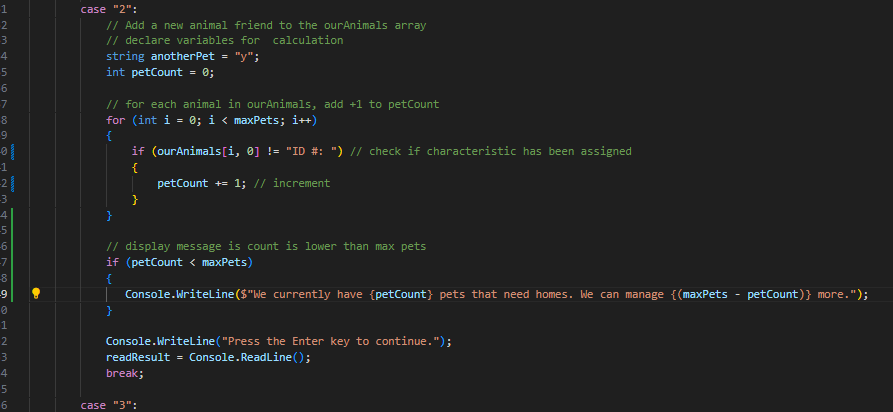 1 case "2":
2 // Add a new animal friend to the ourAnimals array
3 // declare variables for  calculation
4 string anotherPet = "y";
5 int petCount = 0;
6
7 // for each animal in ourAnimals, add +1 to petCount
8 for (int i = 0; i < maxPets; i++)
9 {
0 if (ourAnimals[i, 0] != "ID #: ") // check if characteristic has been assigned
1 {
2 petCount += 1; // increment
3 }
4 }
5
6 // display message is count is lower than max pets
7 if (petCount < maxPets)
8 {
9 Console.WriteLine($"We currently have {petCount} pets that need homes. We can manage {(maxPets - petCount)} more.");
0 }
1
2 Console.WriteLine("Press the Enter key to continue.");
3 readResult = Console.ReadLine();
4 break;
5
6 case "3":